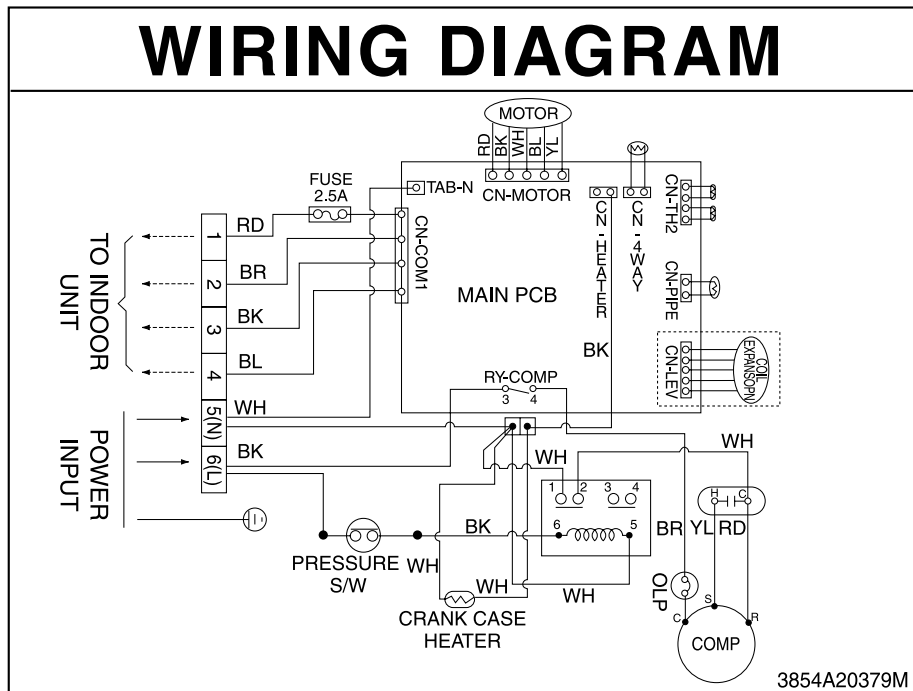 WIRING DIAGRAM
MOTOR
RD
BK
WH
BL
YL
CN-MOTOR
TAB-N
FUSE
2.5A
CN-COM1
MAIN PCB
CN-HEATER
CN-4WAY
CN-TH2
CN-PIPE
CN-LEV
COIL
EXPANSOPN
TO INDOOR
UNIT
1
RD
2
BR
3
BK
4
BL
5(N)
WH
6(L)
BK
POWER
INPUT
BK
RY-COMP
3 4
WH
WH
1 2 3 4
6 5
BK
WH
WH
WH
PRESSURE
S/W
CRANK CASE
HEATER
H C
BR YL RD
OLP
C S R
COMP
3854A20379M